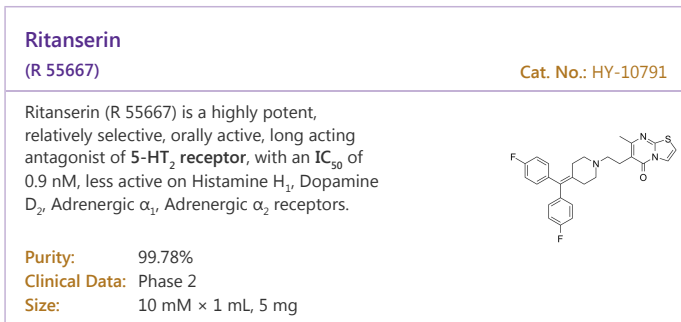 Ritanserin
(R 55667)
Cat. No.: HY-10791
Ritanserin (R 55667) is a highly potent,
relatively selective, orally active, long acting
antagonist of 5-HT₂ receptor, with an IC₅₀ of
0.9 nM, less active on Histamine H₁, Dopamine
D₂, Adrenergic α₁, Adrenergic α₂ receptors.
F
N
N
S
N
O
F
Purity: 99.78%
Clinical Data: Phase 2
Size: 10 mM × 1 mL, 5 mg